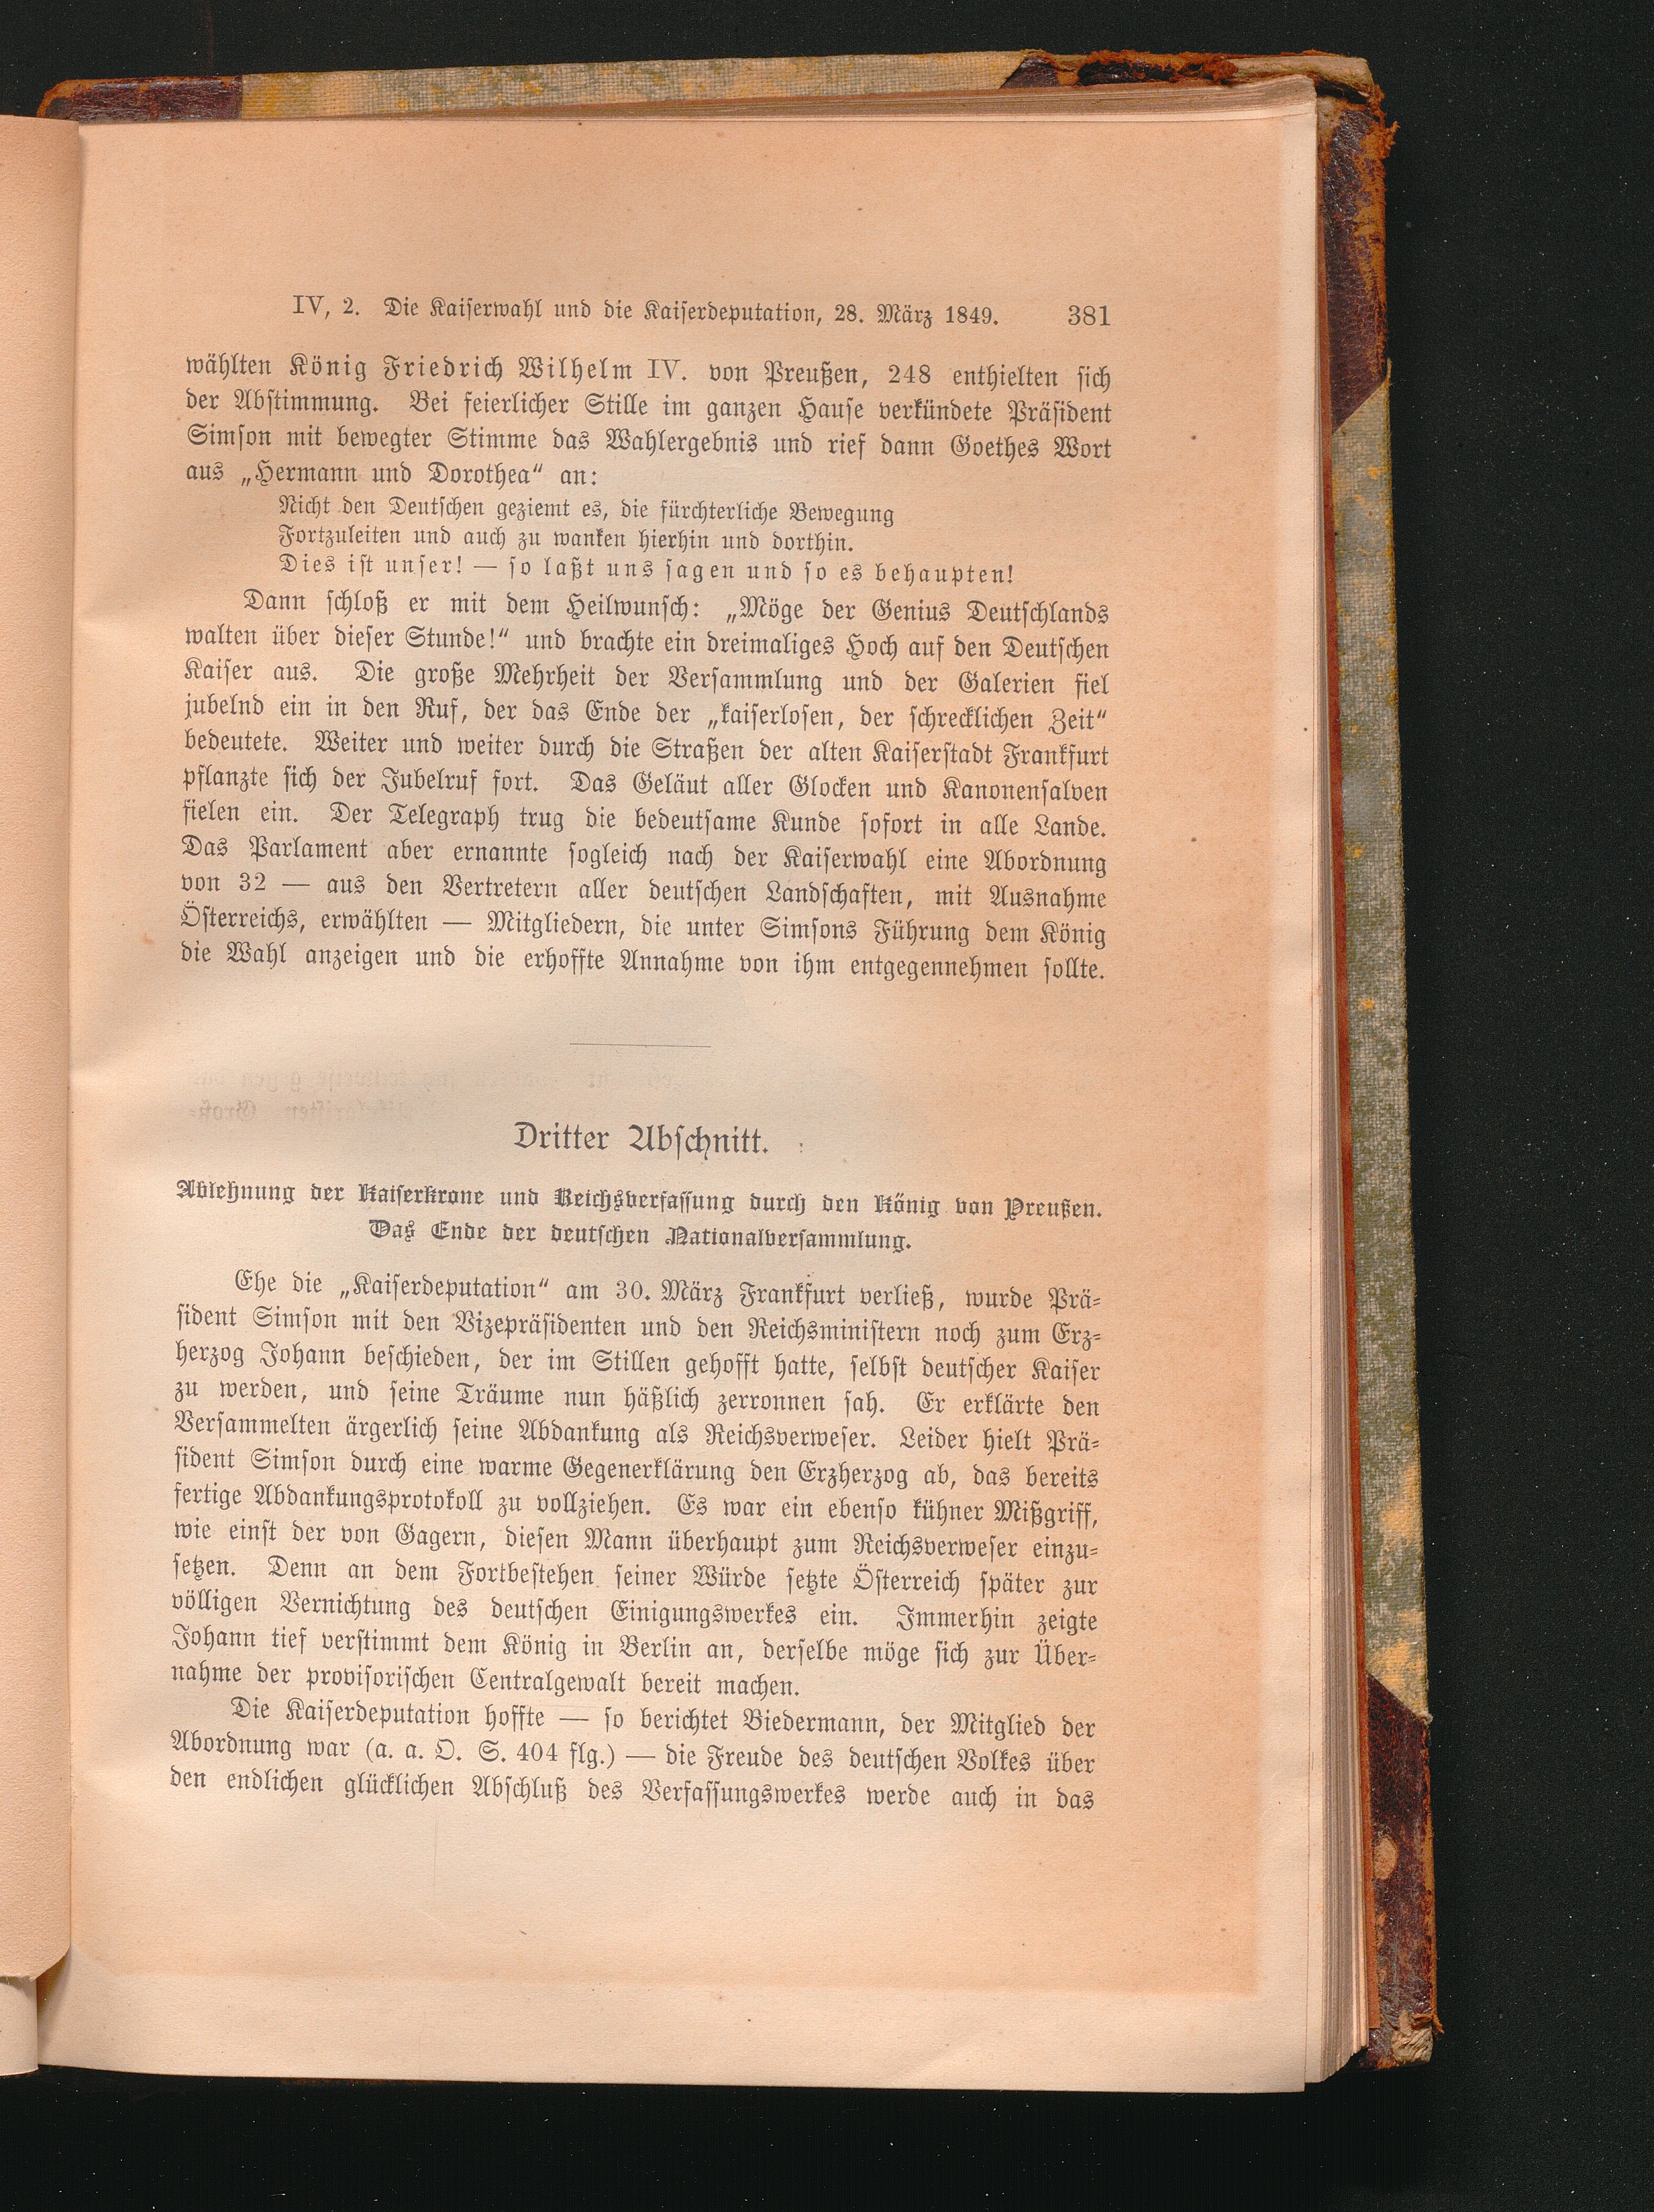 IV, 2. Die Kaiserwahl und die Kaiserdeputation, 28. März 1849. 381
wählten König Friedrich Wilhelm IV. von Preußen, 248 enthielten sich
der Abstimmung. Bei feierlicher Stille im ganzen Hause verkündete Präsident
Simson mit bewegter Stimme das Wahlergebnis und rief dann Goethes Wort
aus „Hermann und Dorothea“ an:
Nicht den Deutschen geziemt es, die fürchterliche Bewegung
Fortzuleiten und auch zu wanken hierhin und dorthin.
Dies ist unser! — so laßt uns sagen und so es behaupten!
Dann schloß er mit dem Heilwunsch: „Möge der Genius Deutschlands
walten über dieser Stunde!“ und brachte ein dreimaliges Hoch auf den Deutschen
Kaiser aus. Die große Mehrheit der Versammlung und der Galerien fiel
jubelnd ein in den Ruf, der das Ende der „kaiserlosen, der schrecklichen Zeit“
bedeutete. Weiter und weiter durch die Straßen der alten Kaiserstadt Frankfurt
pflanzte sich der Jubelruf fort. Das Geläut aller Glocken und Kanonensalven
fielen ein. Der Telegraph trug die bedeutsame Kunde sofort in alle Lande.
Das Parlament aber ernannte sogleich nach der Kaiserwahl eine Abordnung
von 32 — aus den Vertretern aller deutschen Landschaften, mit Ausnahme
Österreichs, erwählten — Mitgliedern, die unter Simsons Führung dem König
die Wahl anzeigen und die erhoffte Annahme von ihm entgegennehmen sollte.
Dritter Abschnitt.
Ablehnung der Kaiserkrone und Reichsverfassung durch den König von Preußen.
Das Ende der deutschen Nationalversammlung.
Ehe die „Kaiserdeputation“ am 30. März Frankfurt verließ, wurde Prä-
sident Simson mit den Vizepräsidenten und den Reichsministern noch zum Erz-
herzog Johann beschieden, der im Stillen gehofft hatte, selbst deutscher Kaiser
zu werden, und seine Träume nun häßlich zerronnen sah. Er erklärte den
Versammelten ärgerlich seine Abdankung als Reichsverweser. Leider hielt Prä-
sident Simson durch eine warme Gegenerklärung den Erzherzog ab, das bereits
fertige Abdankungsprotokoll zu vollziehen. Es war ein ebenso kühner Mißgriff,
wie einst der von Gagern, diesen Mann überhaupt zum Reichsverweser einzu-
setzen. Denn an dem Fortbestehen seiner Würde setzte Österreich später zur
völligen Vernichtung des deutschen Einigungswerkes ein. Immerhin zeigte
Johann tief verstimmt dem König in Berlin an, derselbe möge sich zur Über-
nahme der provisorischen Centralgewalt bereit machen.
Die Kaiserdeputation hoffte — so berichtet Biedermann, der Mitglied der
Abordnung war (a. a. O. S. 404 flg.) — die Freude des deutschen Volkes über
den endlichen glücklichen Abschluß des Verfassungswerkes werde auch in das